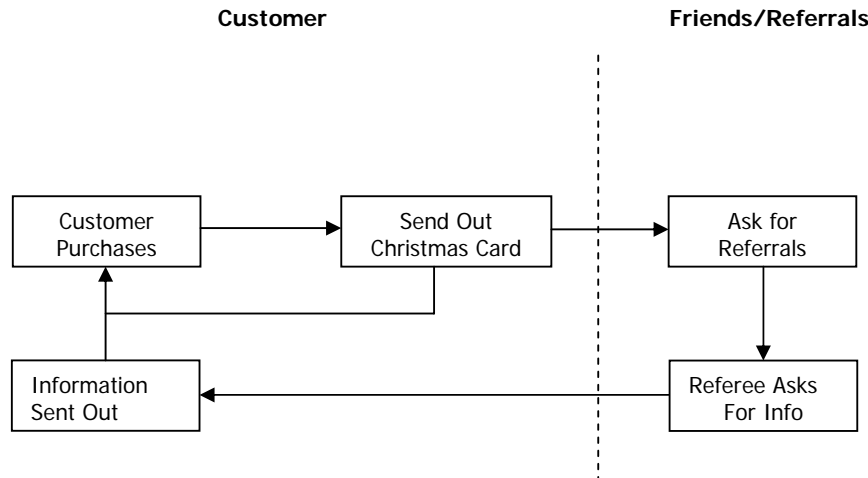 Customer
Friends/Referrals
Customer
Purchases
Send Out
Christmas Card
Ask for
Referrals
Information
Sent Out
Referee Asks
For Info